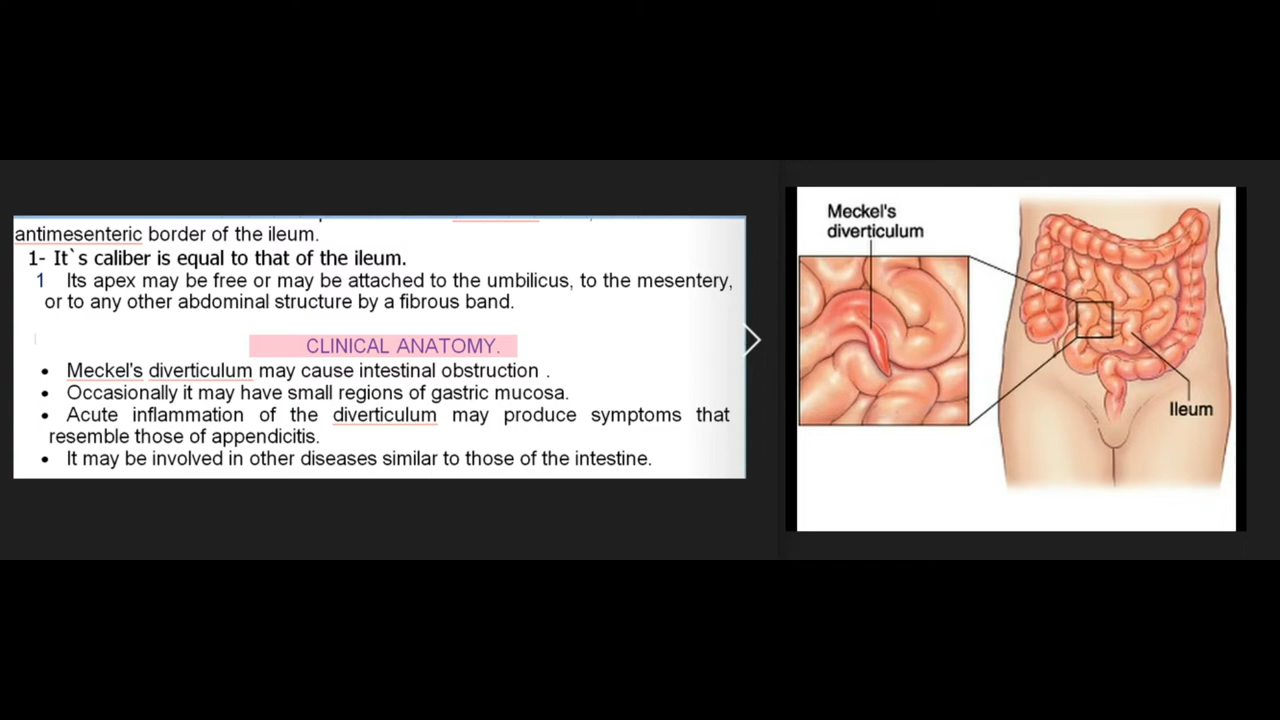 antimesenteric border of the ileum.
1- It`s caliber is equal to that of the ileum.
1 Its apex may be free or may be attached to the umbilicus, to the mesentery,
or to any other abdominal structure by a fibrous band.
CLINICAL ANATOMY.
• Meckel's diverticulum may cause intestinal obstruction .
• Occasionally it may have small regions of gastric mucosa.
• Acute inflammation of the diverticulum may produce symptoms that
resemble those of appendicitis.
• It may be involved in other diseases similar to those of the intestine.
Meckel's
diverticulum
Ileum